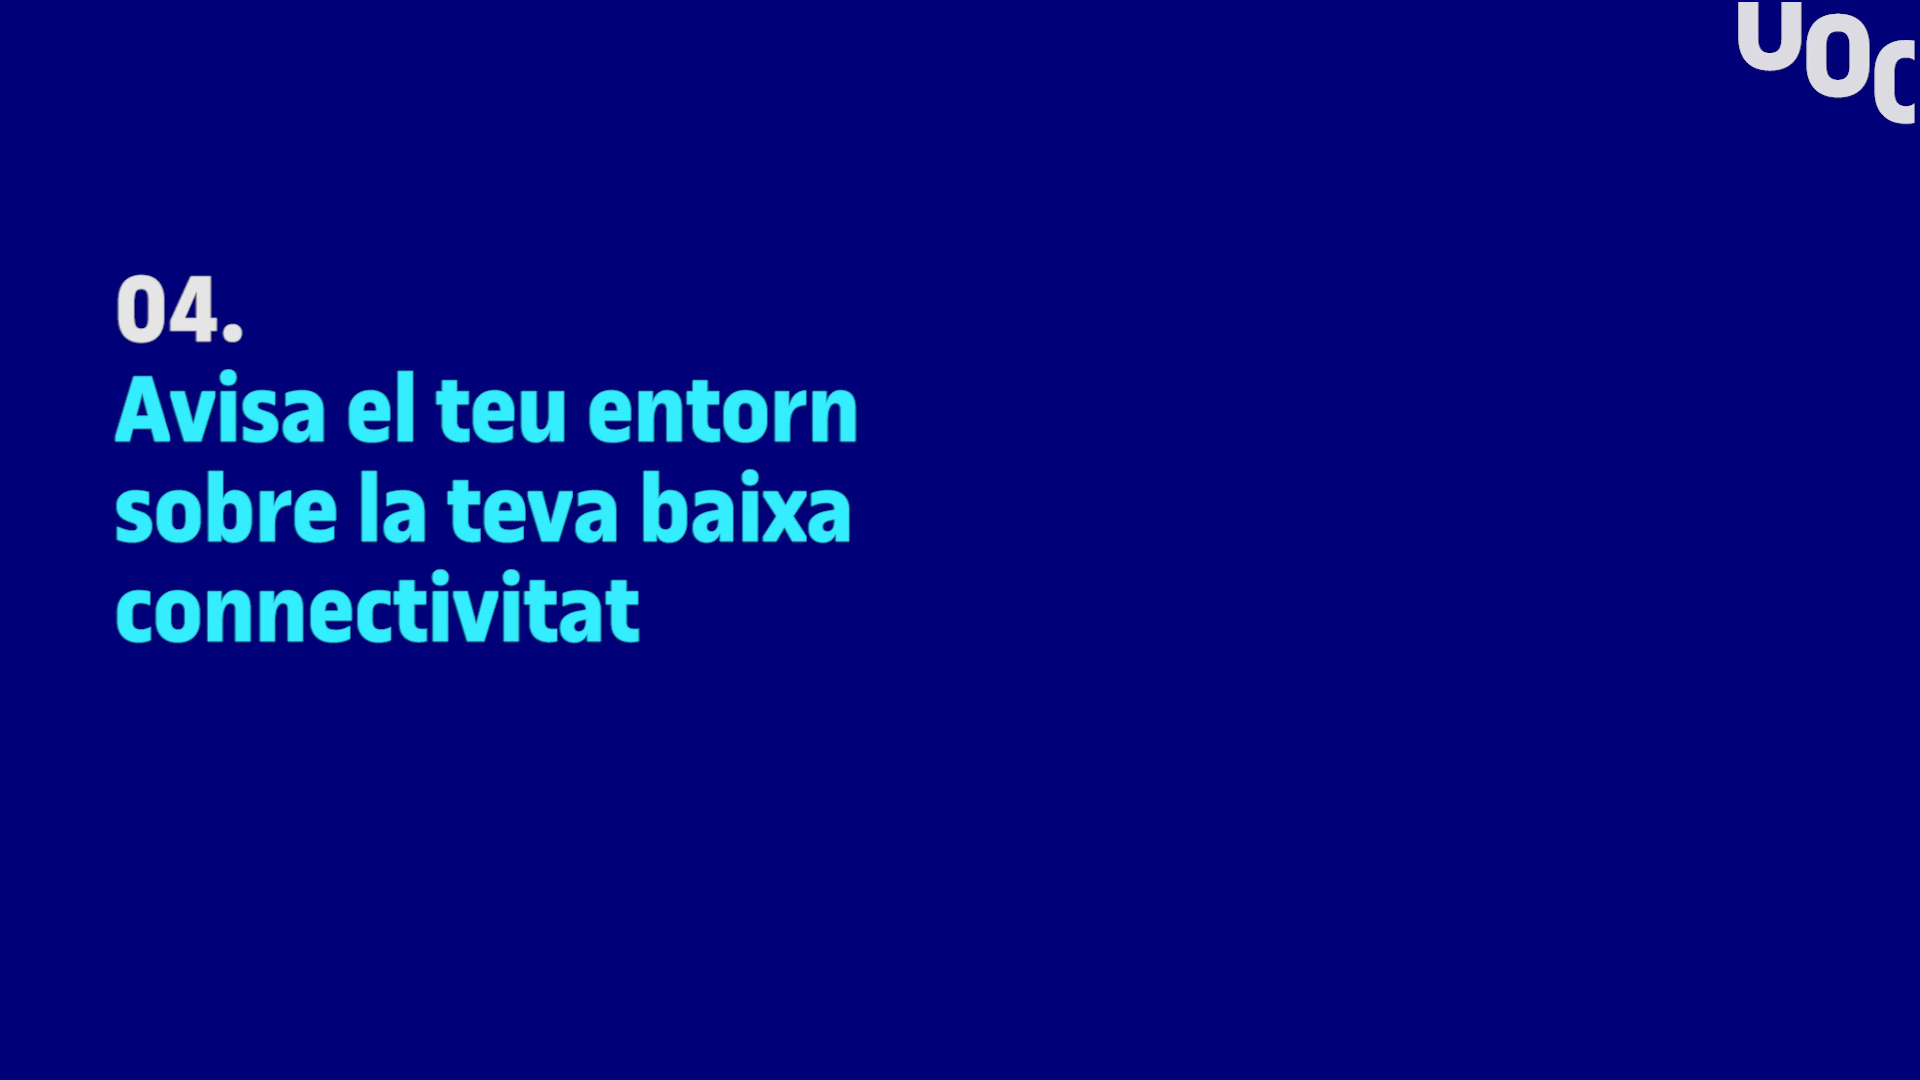 UOC
04.
Avisa el teu entorn
sobre la teva baixa
connectivitat